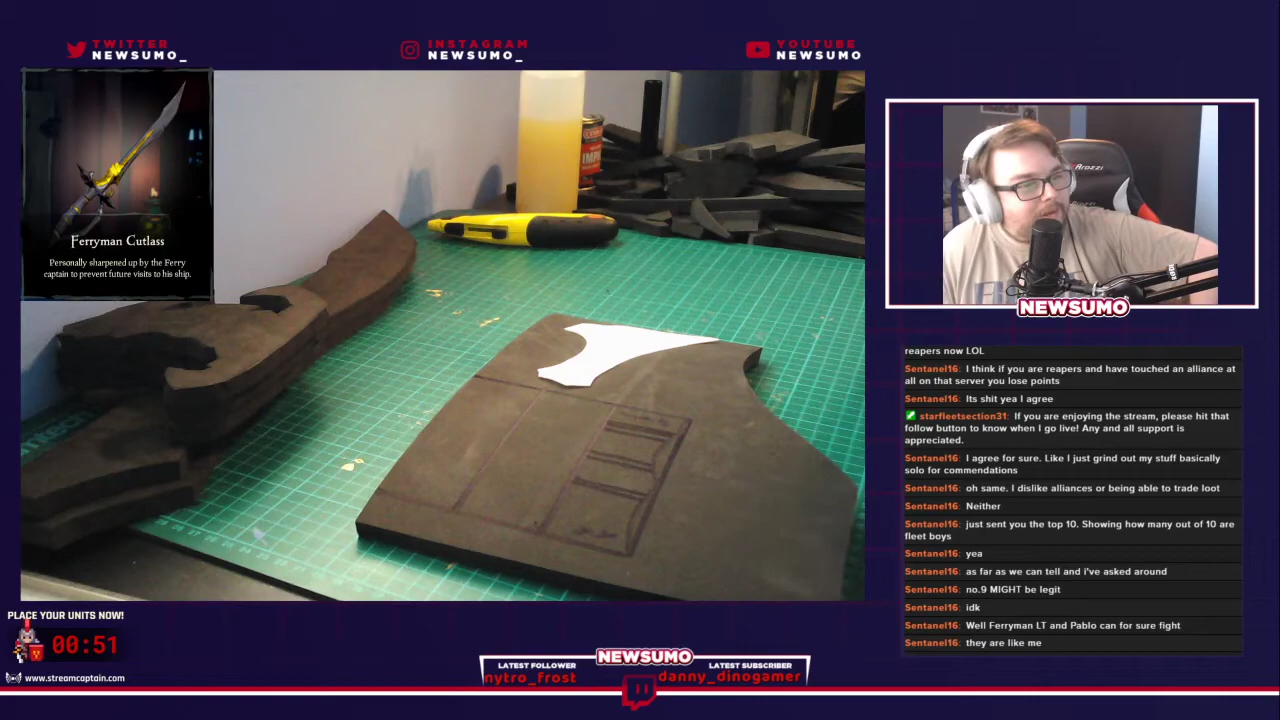 TWITTER
NEWSUMO_
INSTAGRAM
NEWSUMO_
YOUTUBE
NEWSUMO
Ferryman Cutlass
Personally sharpened up by the Ferry
captain to prevent future visits to his ship.
AROZZI
NEWSUMO
reapers now LOL
Sentanel16: I think if you are reapers and have touched an alliance at
all on that server you lose points
Sentanel16: Its shit yea I agree
starfleetsection31: If you are enjoying the stream, please hit that
follow button to know when I go live! Any and all support is
appreciated.
Sentanel16: I agree for sure. Like I just grind out my stuff basically
solo for commendations
Sentanel16: oh same. I dislike alliances or being able to trade loot
Sentanel16: Neither
Sentanel16: just sent you the top 10. Showing how many out of 10 are
fleet boys
Sentanel16: yea
Sentanel16: as far as we can tell and i've asked around
Sentanel16: no.9 MIGHT be legit
Sentanel16: idk
Sentanel16: Well Ferryman LT and Pablo can for sure fight
Sentanel16: they are like me
PLACE YOUR UNITS NOW!
00:51
www.streamcaptain.com
NEWSUMO
LATEST FOLLOWER
nytro_frost
LATEST SUBSCRIBER
danny_dinogamer